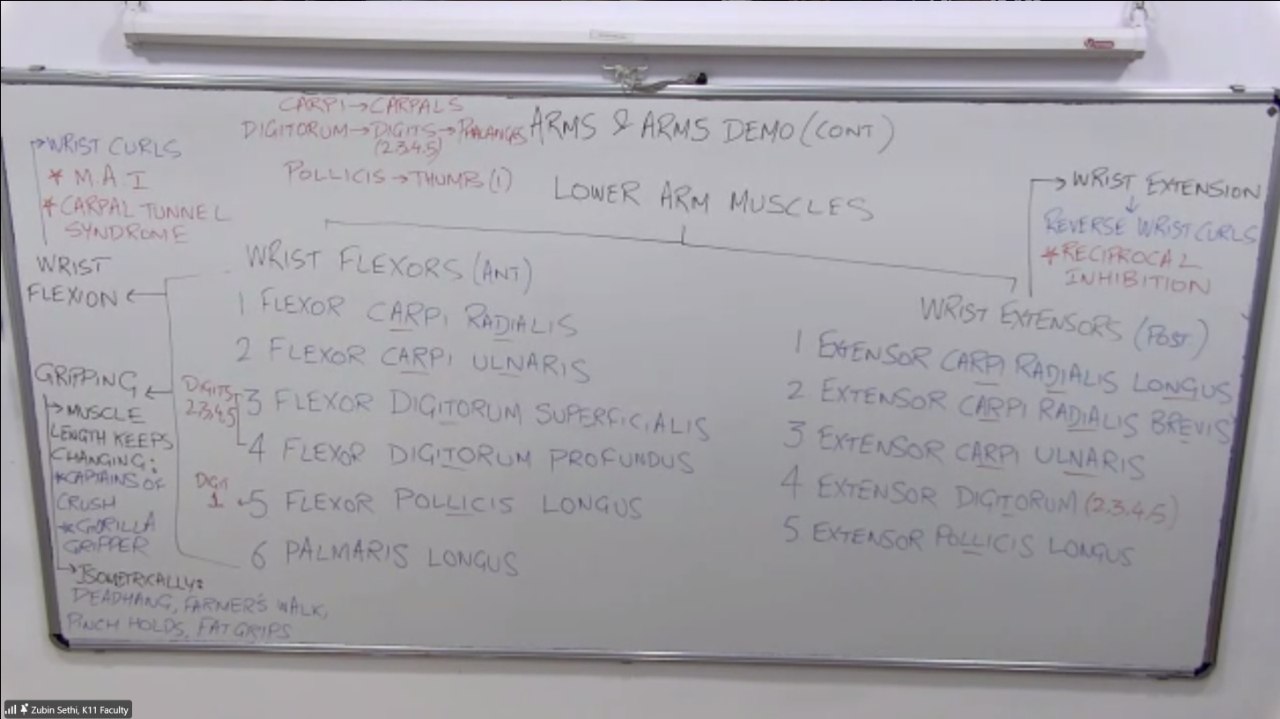 CARPI→CARPALS
DIGITORUM→DIGITS→PHALANGES
(2,3,4,5)
POLLICIS→THUMB(1)
ARMS & ARMS DEMO (CONT)
LOWER ARM MUSCLES
→WRIST CURLS
* M.A.I
* CARPAL TUNNEL
SYNDROME
WRIST
FLEXION
GRIPPING
→MUSCLE
LENGTH KEEPS
CHANGING:
*CAPTAINS OF
CRUSH
*GORILLA
GRIPPER
→ISOMETRICALLY:
DEADHANG, FARMER'S WALK,
PINCH HOLDS, FATGRIPS
WRIST FLEXORS (ANT)
1 FLEXOR CARPI RADIALIS
2 FLEXOR CARPI ULNARIS
DIGITS
2,3,4,5
3 FLEXOR DIGITORUM SUPERFICIALIS
4 FLEXOR DIGITORUM PROFUNDUS
DIGIT
1
5 FLEXOR POLLICIS LONGUS
6 PALMARIS LONGUS
→WRIST EXTENSION
↓
REVERSE WRIST CURLS
*RECIPROCAL
INHIBITION
WRIST EXTENSORS (POST)
1 EXTENSOR CARPI RADIALIS LONGUS
2 EXTENSOR CARPI RADIALIS BREVIS
3 EXTENSOR CARPI ULNARIS
4 EXTENSOR DIGITORUM (2,3,4,5)
5 EXTENSOR POLLICIS LONGUS
Zubin Sethi, K11 Faculty